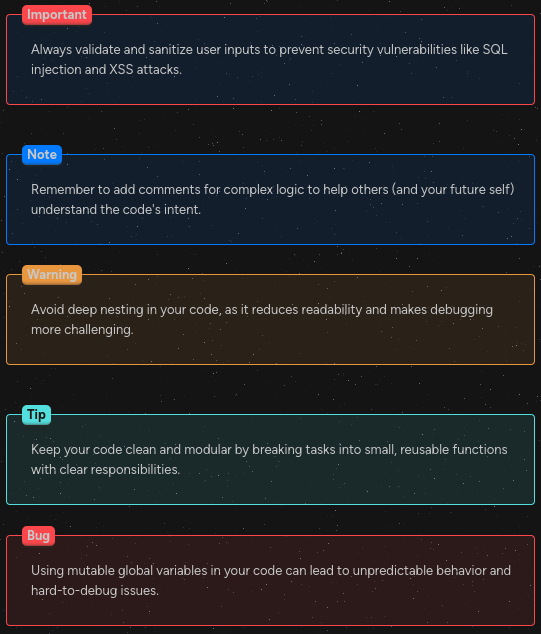 Important
Always validate and sanitize user inputs to prevent security vulnerabilities like SQL
injection and XSS attacks.
Note
Remember to add comments for complex logic to help others (and your future self)
understand the code's intent.
Warning
Avoid deep nesting in your code, as it reduces readability and makes debugging
more challenging.
Tip
Keep your code clean and modular by breaking tasks into small, reusable functions
with clear responsibilities.
Bug
Using mutable global variables in your code can lead to unpredictable behavior and
hard-to-debug issues.